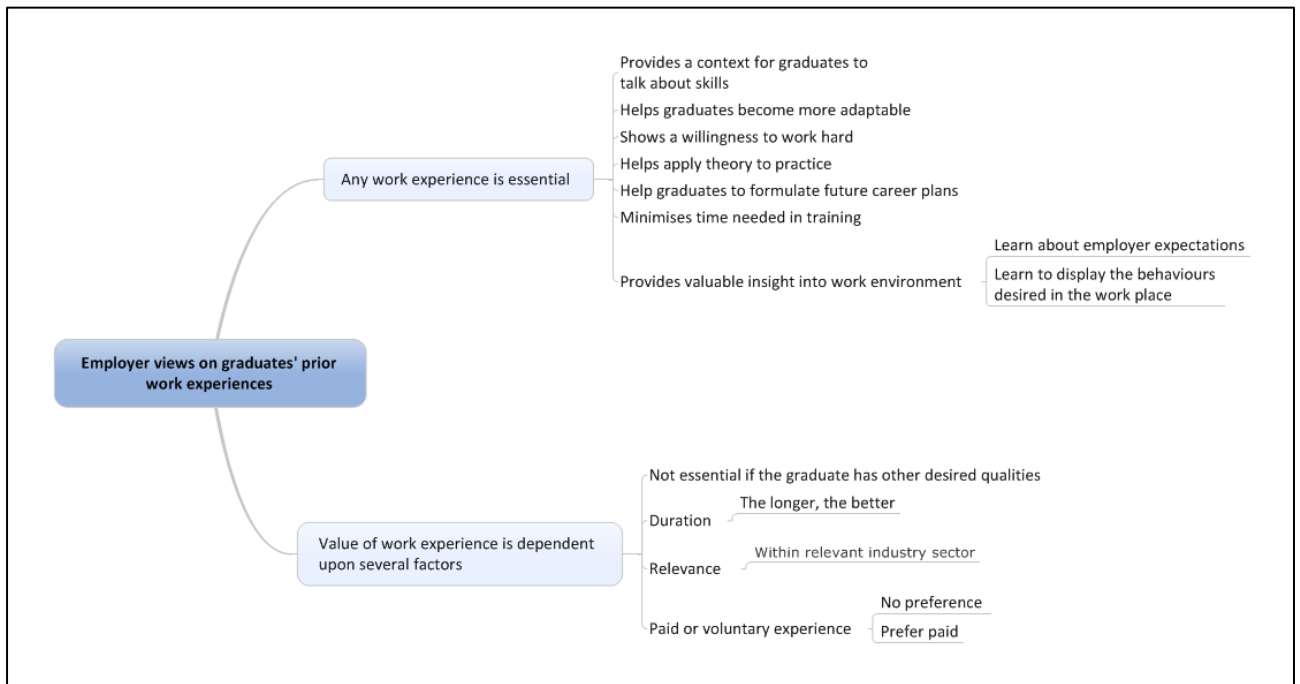 Provides a context for graduates to
talk about skills
Helps graduates become more adaptable
Shows a willingness to work hard
Any work experience is essential
Helps apply theory to practice
Help graduates to formulate future career plans
Minimises time needed in training
Provides valuable insight into work environment
Learn about employer expectations
Learn to display the behaviours
desired in the work place
Employer views on graduates' prior
work experiences
Value of work experience is dependent
upon several factors
Not essential if the graduate has other desired qualities
Duration
The longer, the better
Relevance
Within relevant industry sector
Paid or voluntary experience
No preference
Prefer paid